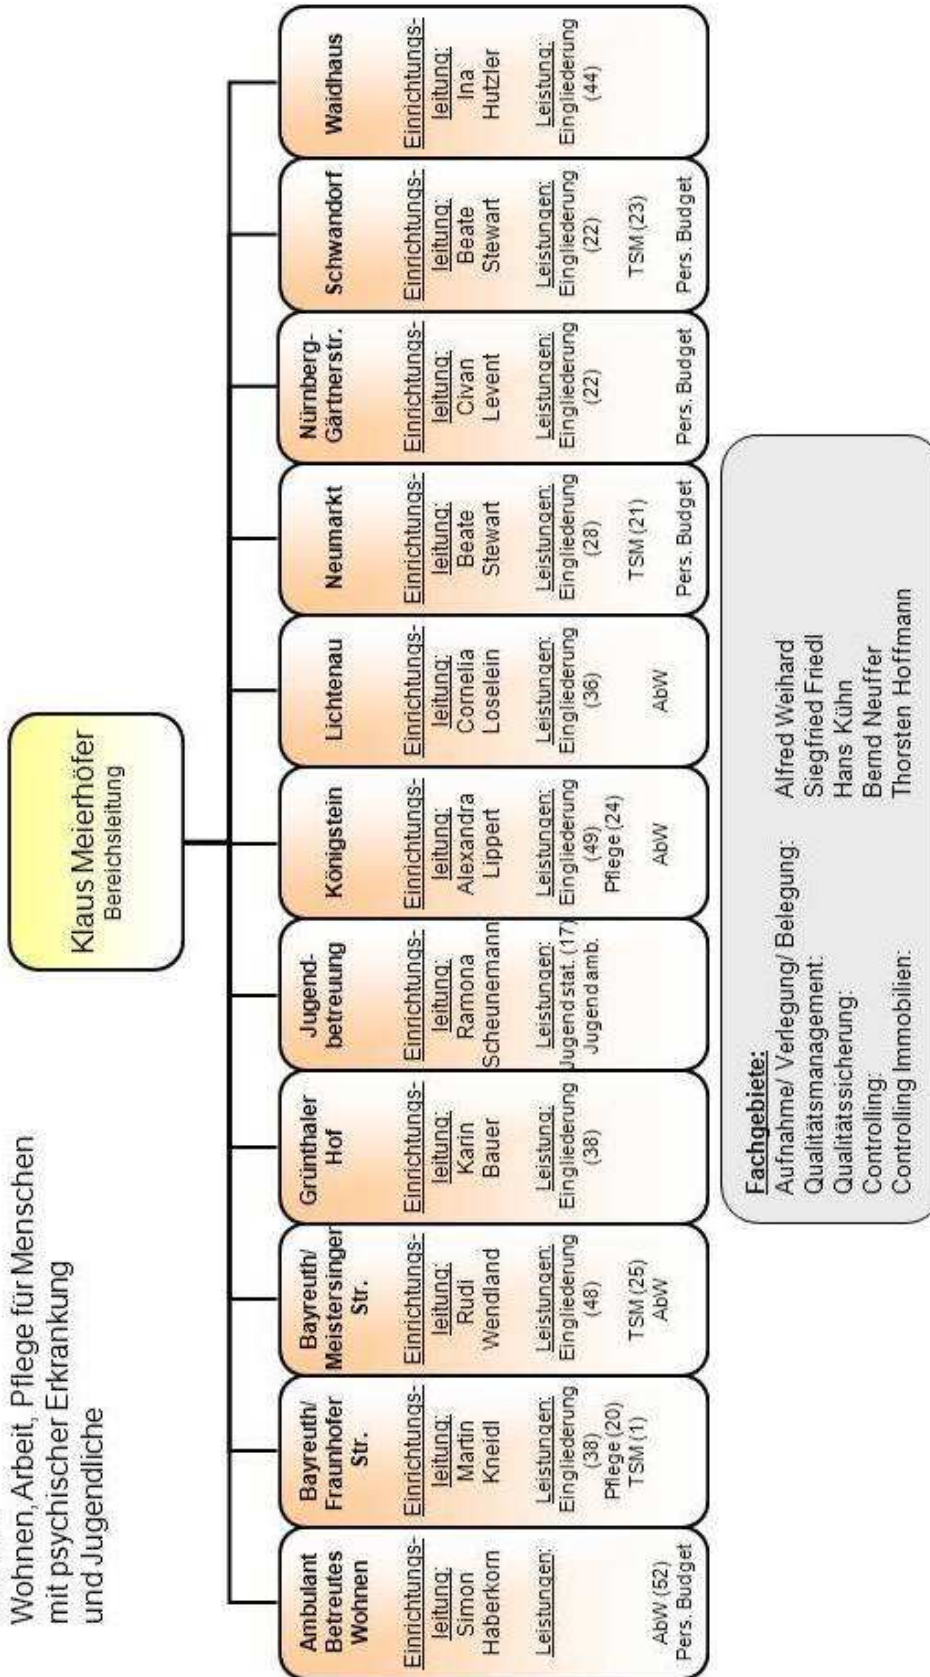 Wohnen, Arbeit, Pflege für Menschen
mit psychischer Erkrankung
und Jugendliche
Klaus Meierhöfer
Bereichsleitung
Ambulant
Betreutes
Wohnen
Einrichtungs-
leitung:
Simon
Haberkorn
Leistungen:
AbW (52)
Pers. Budget
Bayreuth/
Fraunhofer
Str.
Einrichtungs-
leitung:
Martin
Kneidl
Leistungen:
Eingliederung
(38)
Pflege (20)
TSM (1)
Bayreuth/
Meistersinger
Str.
Einrichtungs-
leitung:
Rudi
Wendland
Leistungen:
Eingliederung
(48)
TSM (25)
AbW
Grünthaler
Hof
Einrichtungs-
leitung:
Karin
Bauer
Leistung:
Eingliederung
(38)
Jugend-
betreuung
Einrichtungs-
leitung:
Ramona
Scheunemann
Leistungen:
Jugend stat. (17)
Jugend amb.
Königstein
Einrichtungs-
leitung:
Alexandra
Lippert
Leistungen:
Eingliederung
(49)
Pflege (24)
AbW
Lichtenau
Einrichtungs-
leitung:
Cornelia
Loselein
Leistungen:
Eingliederung
(36)
AbW
Neumarkt
Einrichtungs-
leitung:
Beate
Stewart
Leistungen:
Eingliederung
(28)
TSM (21)
Pers. Budget
Nürnberg-
Gärtnerstr.
Einrichtungs-
leitung:
Civan
Levent
Leistungen:
Eingliederung
(22)
Pers. Budget
Schwandorf
Einrichtungs-
leitung:
Beate
Stewart
Leistungen:
Eingliederung
(22)
TSM (23)
Pers. Budget
Waidhaus
Einrichtungs-
leitung:
Ina
Hutzler
Leistung:
Eingliederung
(44)
Fachgebiete:
Aufnahme/ Verlegung/ Belegung: Alfred Weihard
Qualitätsmanagement: Siegfried Friedl
Qualitätssicherung: Hans Kühn
Controlling: Bernd Neuffer
Controlling Immobilien: Thorsten Hoffmann